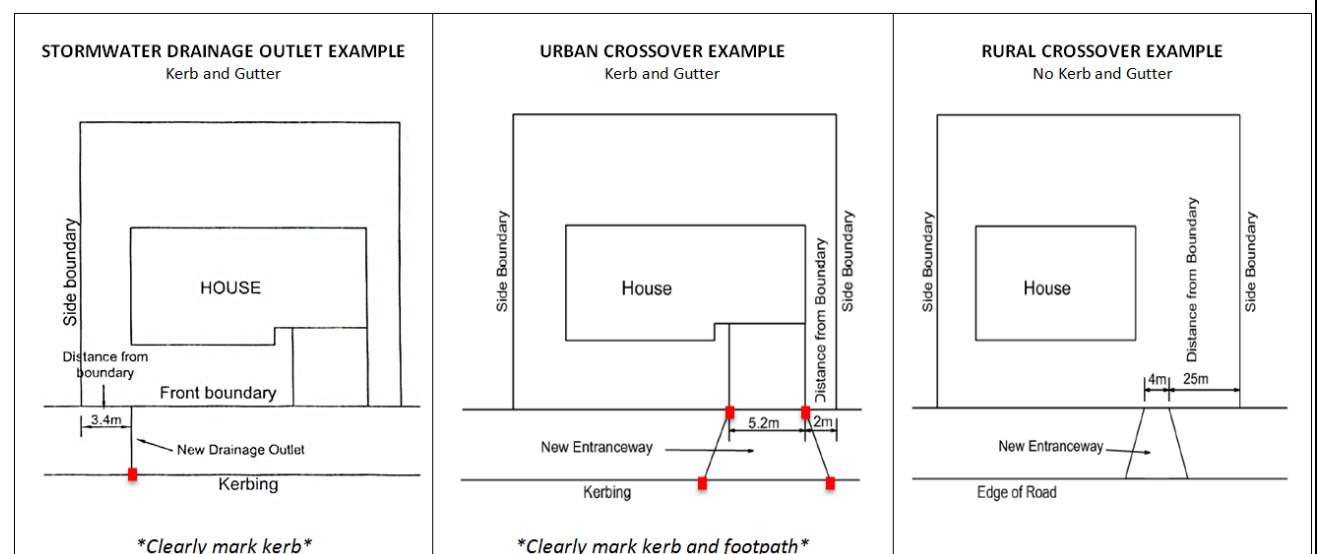 STORMWATER DRAINAGE OUTLET EXAMPLE
Kerb and Gutter
Side boundary
HOUSE
Distance from
boundary
Front boundary
3.4m
New Drainage Outlet
Kerbing
*Clearly mark kerb*
URBAN CROSSOVER EXAMPLE
Kerb and Gutter
Side Boundary
House
Distance from Boundary
Side Boundary
5.2m
2m
New Entranceway
Kerbing
*Clearly mark kerb and footpath*
RURAL CROSSOVER EXAMPLE
No Kerb and Gutter
Side Boundary
House
Distance from Boundary
Side Boundary
4m
25m
New Entranceway
Edge of Road